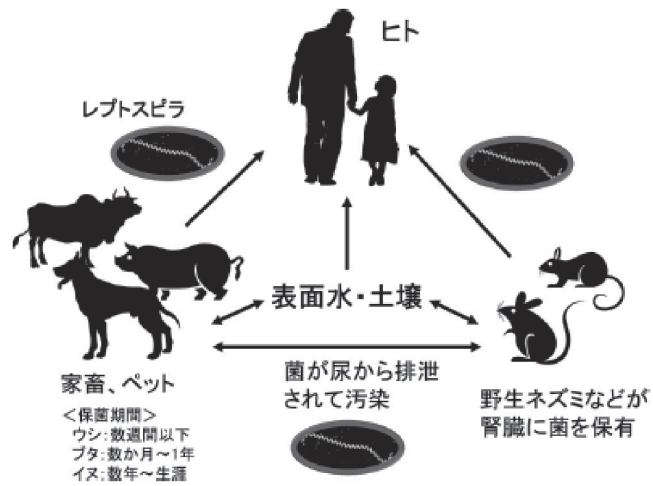 ヒト
レプトスピラ
表面水・土壌
家畜、ペット
＜保菌期間＞
ウシ：数週間以下
ブタ：数か月～1年
イヌ：数年～生涯
菌が尿から排泄
されて汚染
野生ネズミなどが
腎臓に菌を保有